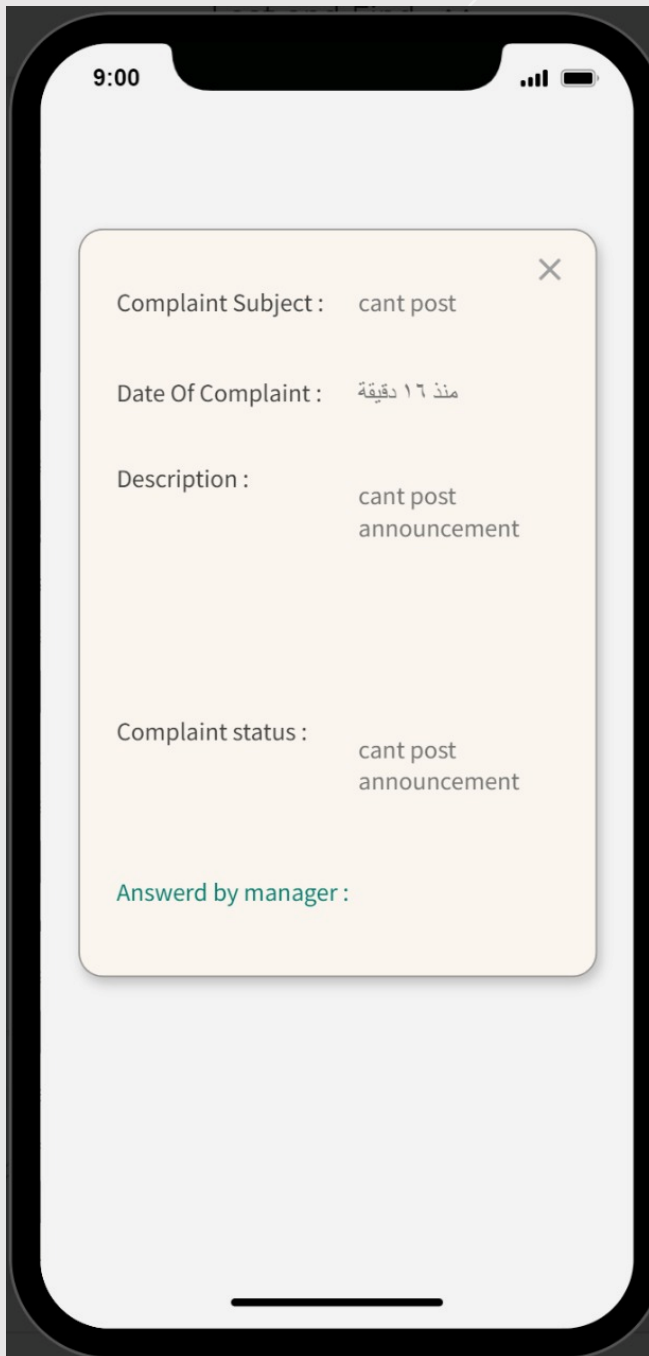 9:00
Complaint Subject : cant post
Date Of Complaint : منذ ١٦ دقيقة
Description :
cant post
announcement
Complaint status :
cant post
announcement
Answerd by manager :